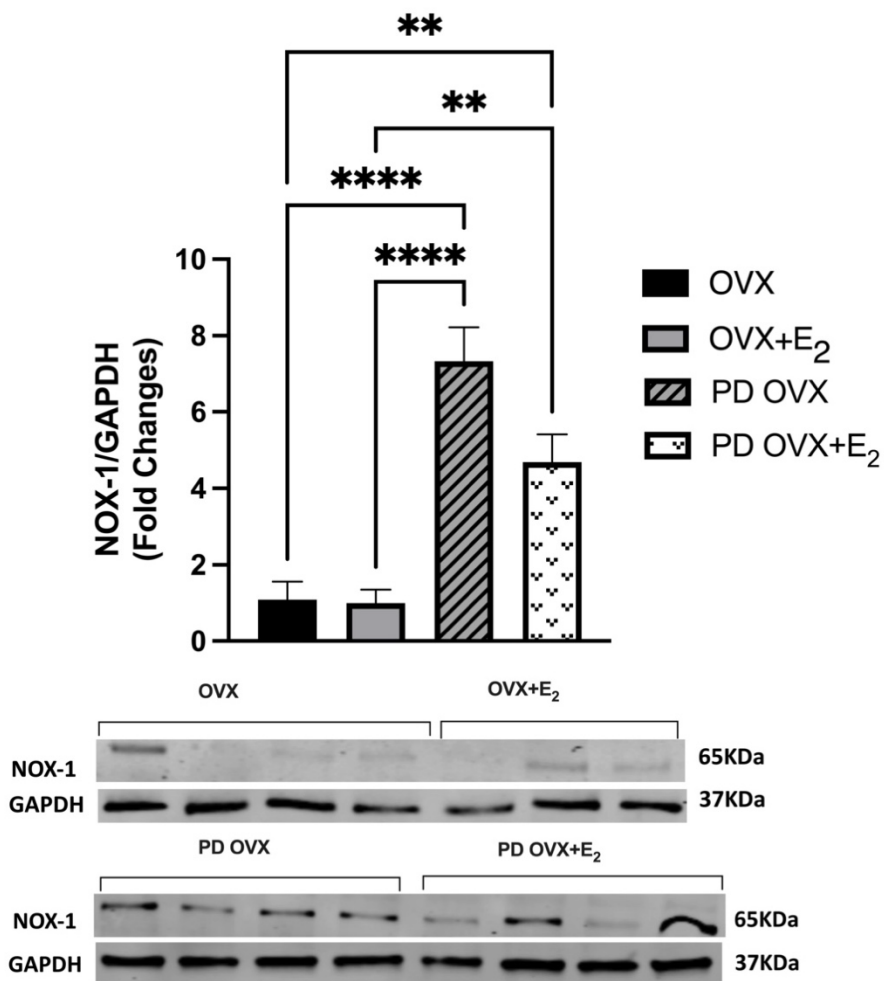 **
**
****
****
10
8
6
4
2
0
NOX-1/GAPDH
(Fold Changes)
OVX
OVX+E₂
PD OVX
PD OVX+E₂
OVX
OVX+E₂
NOX-1
65KDa
GAPDH
37KDa
PD OVX
PD OVX+E₂
NOX-1
65KDa
GAPDH
37KDa